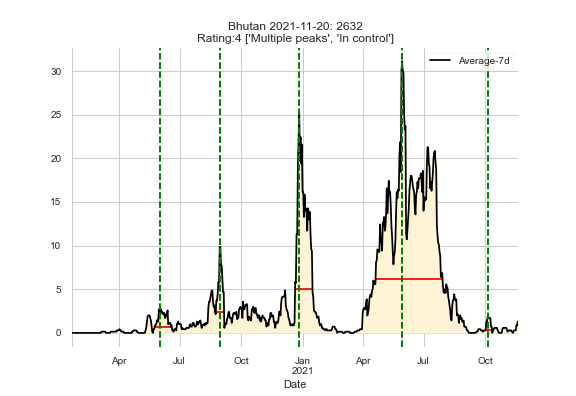 Bhutan 2021-11-20: 2632
Rating:4 ['Multiple peaks', 'In control']
Average-7d
30
25
20
15
10
5
0
Apr Jul Oct Jan Apr Jul Oct
2021
Date